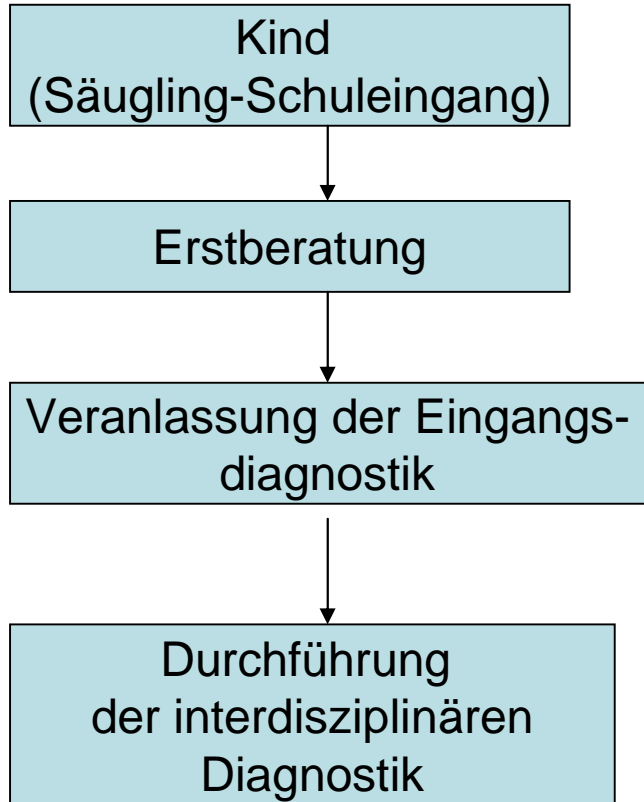 Kind
(Säugling-Schuleingang)
Erstberatung
Veranlassung der Eingangs-
diagnostik
Durchführung
der interdisziplinären
Diagnostik